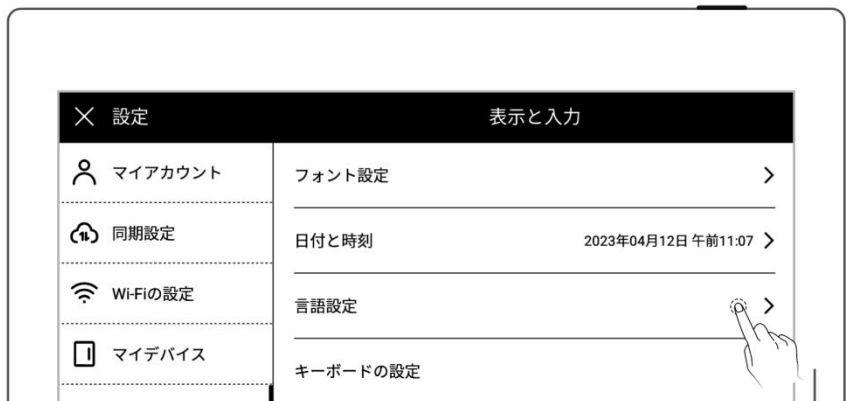 設定
表示と入力
マイアカウント
同期設定
Wi-Fiの設定
マイデバイス
フォント設定
日付と時刻 2023年04月12日 午前11:07
言語設定
キーボードの設定